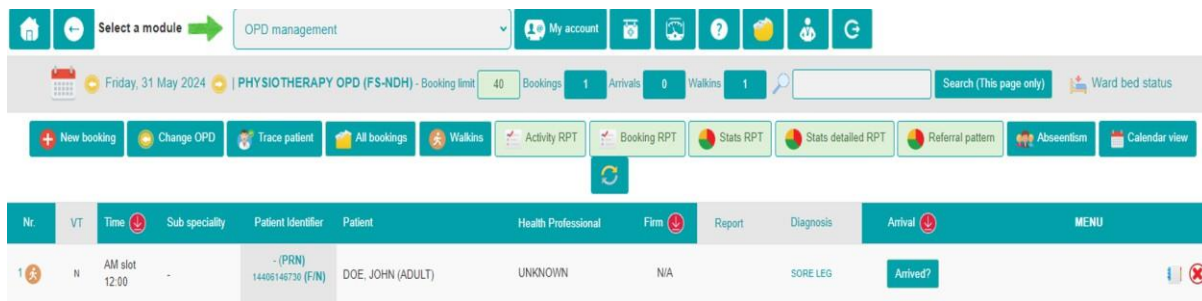 Select a module OPD management My account
Friday, 31 May 2024 | PHYSIOTHERAPY OPD (FS-NDH) - Booking limit 40 Bookings 1 Arrivals 0 Walkins 1 Search (This page only) Ward bed status
New booking Change OPD Trace patient All bookings Walkins Activity RPT Booking RPT Stats RPT Stats detailed RPT Referral pattern Abseentism Calendar view
Nr. VT Time Sub speciality Patient Identifier Patient Health Professional Firm Report Diagnosis Arrival MENU
1 N AM slot - - (PRN) DOE, JOHN (ADULT) UNKNOWN N/A SORE LEG Arrived?
12:00 14406146730 (F/N)